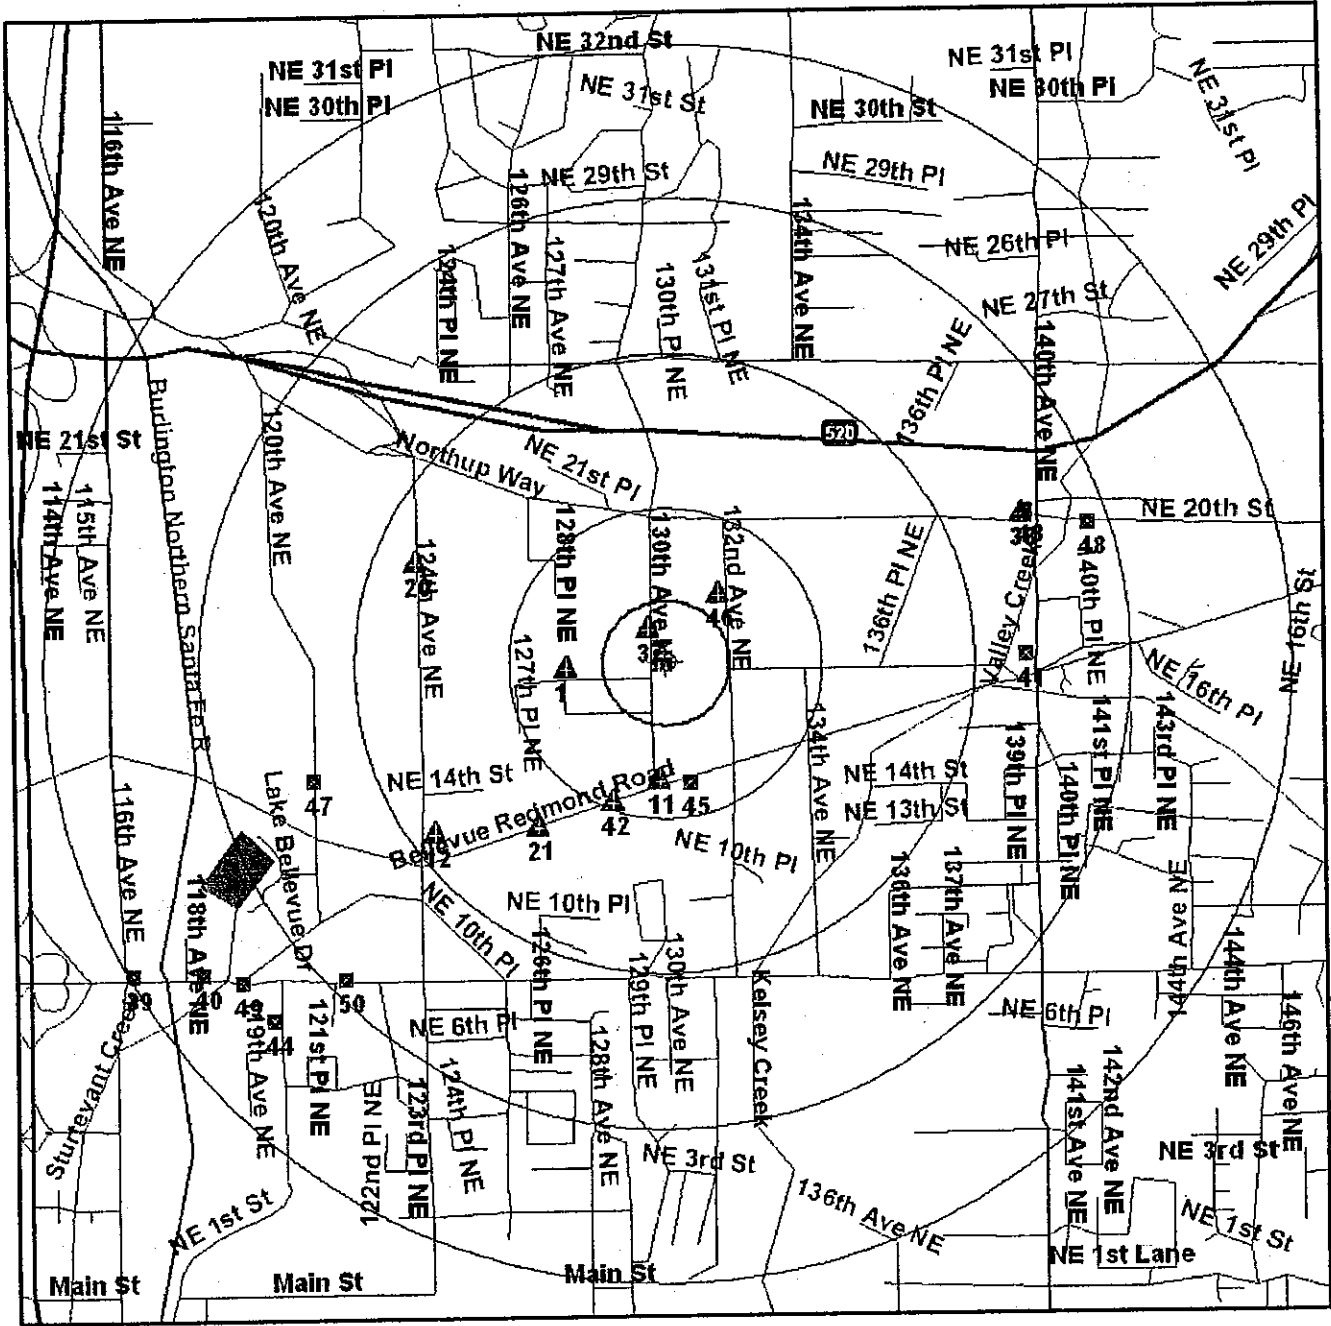 NE 32nd St
NE 31st Pl
NE 31st Pl
NE 30th Pl
NE 30th Pl
NE 31st St
NE 30th St
NE 31st Pl
116th Ave NE
NE 29th St
NE 29th Pl
126th Ave NE
120th Ave NE
134th Ave NE
NE 29th Pl
NE 26th Pl
124th Pl NE
127th Ave NE
130th Pl NE
131st Pl NE
NE 27th St
136th Pl NE
140th Ave NE
Burlington Northern Santa Fe R
NE 21st St
120th Ave NE
Northup Way
NE 21st Pl
520
114th Ave NE
115th Ave NE
128th Pl NE
130th Ave NE
132nd Ave NE
136th Pl NE
NE 20th St
48
124th Ave NE
Valley Creek
140th Pl NE
NE 16th St
127th Pl NE
1
41
NE 16th Pl
134th Ave NE
139th Pl NE
141st Pl NE
143rd Pl NE
116th Ave NE
Lake Bellevue Dr
47
NE 14th St
Bellevue Redmond Road
11
45
NE 14th St
NE 13th St
140th Pl NE
42
21
12
NE 10th Pl
118th Ave NE
NE 10th Pl
NE 10th Pl
136th Ave NE
137th Ave NE
144th Ave NE
144th Ave NE
126th Pl NE
129th Pl NE
130th Ave NE
Kelsey Creek
39
40
50
44
Sturtevant Creek
119th Ave NE
121st Pl NE
NE 6th Pl
NE 6th Pl
146th Ave NE
122nd Pl NE
123rd Pl NE
124th Pl NE
128th Ave NE
141st Ave NE
142nd Ave NE
NE 3rd St
NE 3rd St
NE 1st St
136th Ave NE
NE 1st St
NE 1st Lane
Main St
Main St
Main St